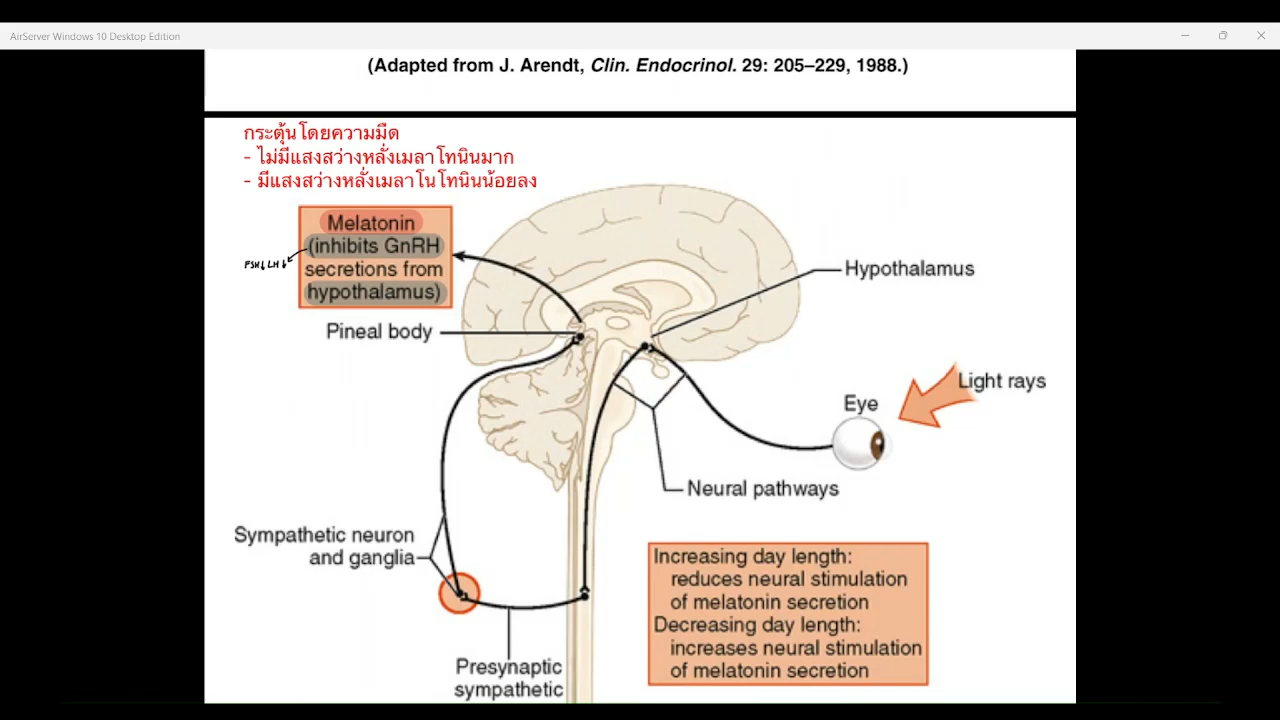 AirServer Windows 10 Desktop Edition
(Adapted from J. Arendt, Clin. Endocrinol. 29: 205–229, 1988.)
กระตุ้นโดยความมืด
- ไม่มีแสงสว่างหลั่งเมลาโทนินมาก
- มีแสงสว่างหลั่งเมลาโนโทนินน้อยลง
Melatonin
(inhibits GnRH
secretions from
hypothalamus)
FSH↓ LH↓
Hypothalamus
Pineal body
Light rays
Eye
Neural pathways
Sympathetic neuron
and ganglia
Increasing day length:
reduces neural stimulation
of melatonin secretion
Decreasing day length:
increases neural stimulation
of melatonin secretion
Presynaptic
sympathetic